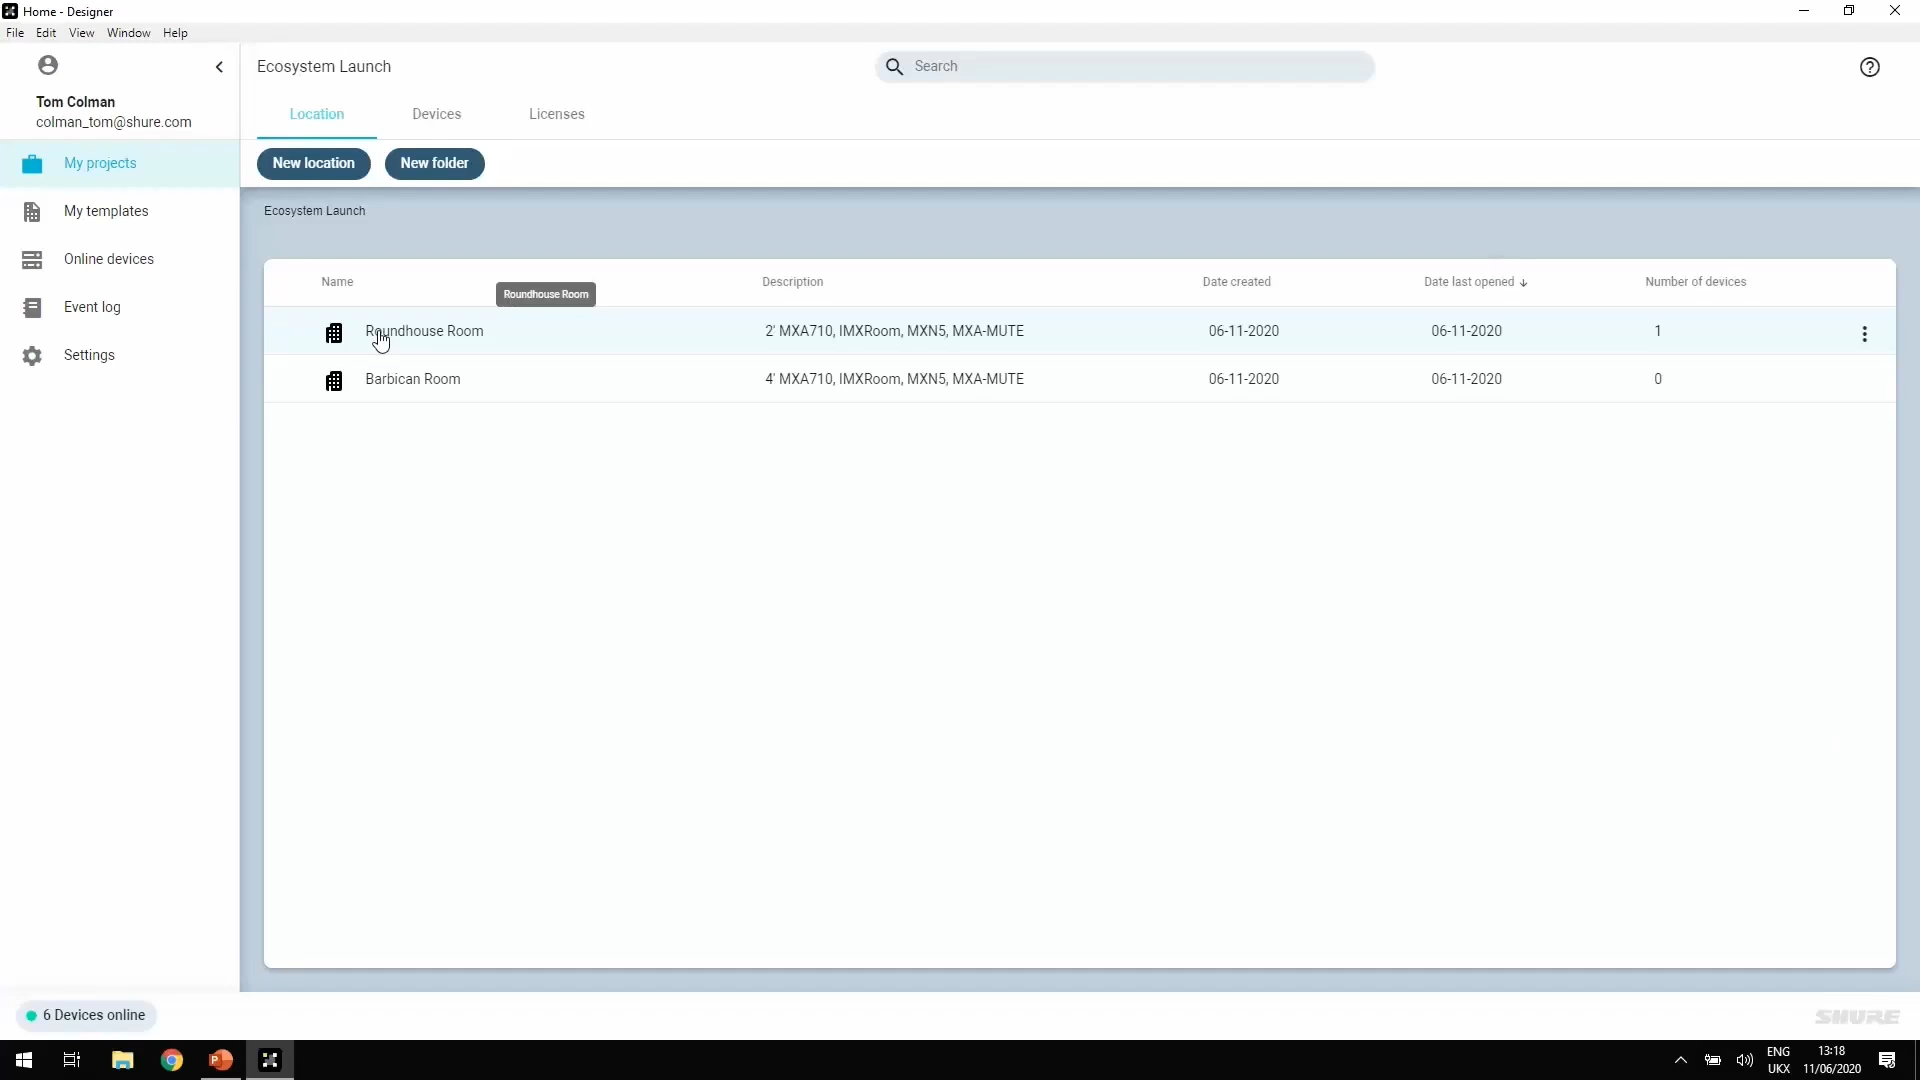 Home - Designer
File Edit View Window Help
Tom Colman
colman_tom@shure.com
My projects
My templates
Online devices
Event log
Settings
Ecosystem Launch
Search
Location Devices Licenses
New location New folder
Ecosystem Launch
Name Description Date created Date last opened Number of devices
Roundhouse Room
Roundhouse Room 2' MXA710, IMXRoom, MXN5, MXA-MUTE 06-11-2020 06-11-2020 1
Barbican Room 4' MXA710, IMXRoom, MXN5, MXA-MUTE 06-11-2020 06-11-2020 0
6 Devices online
SHURE
ENG 13:18
UKX 11/06/2020